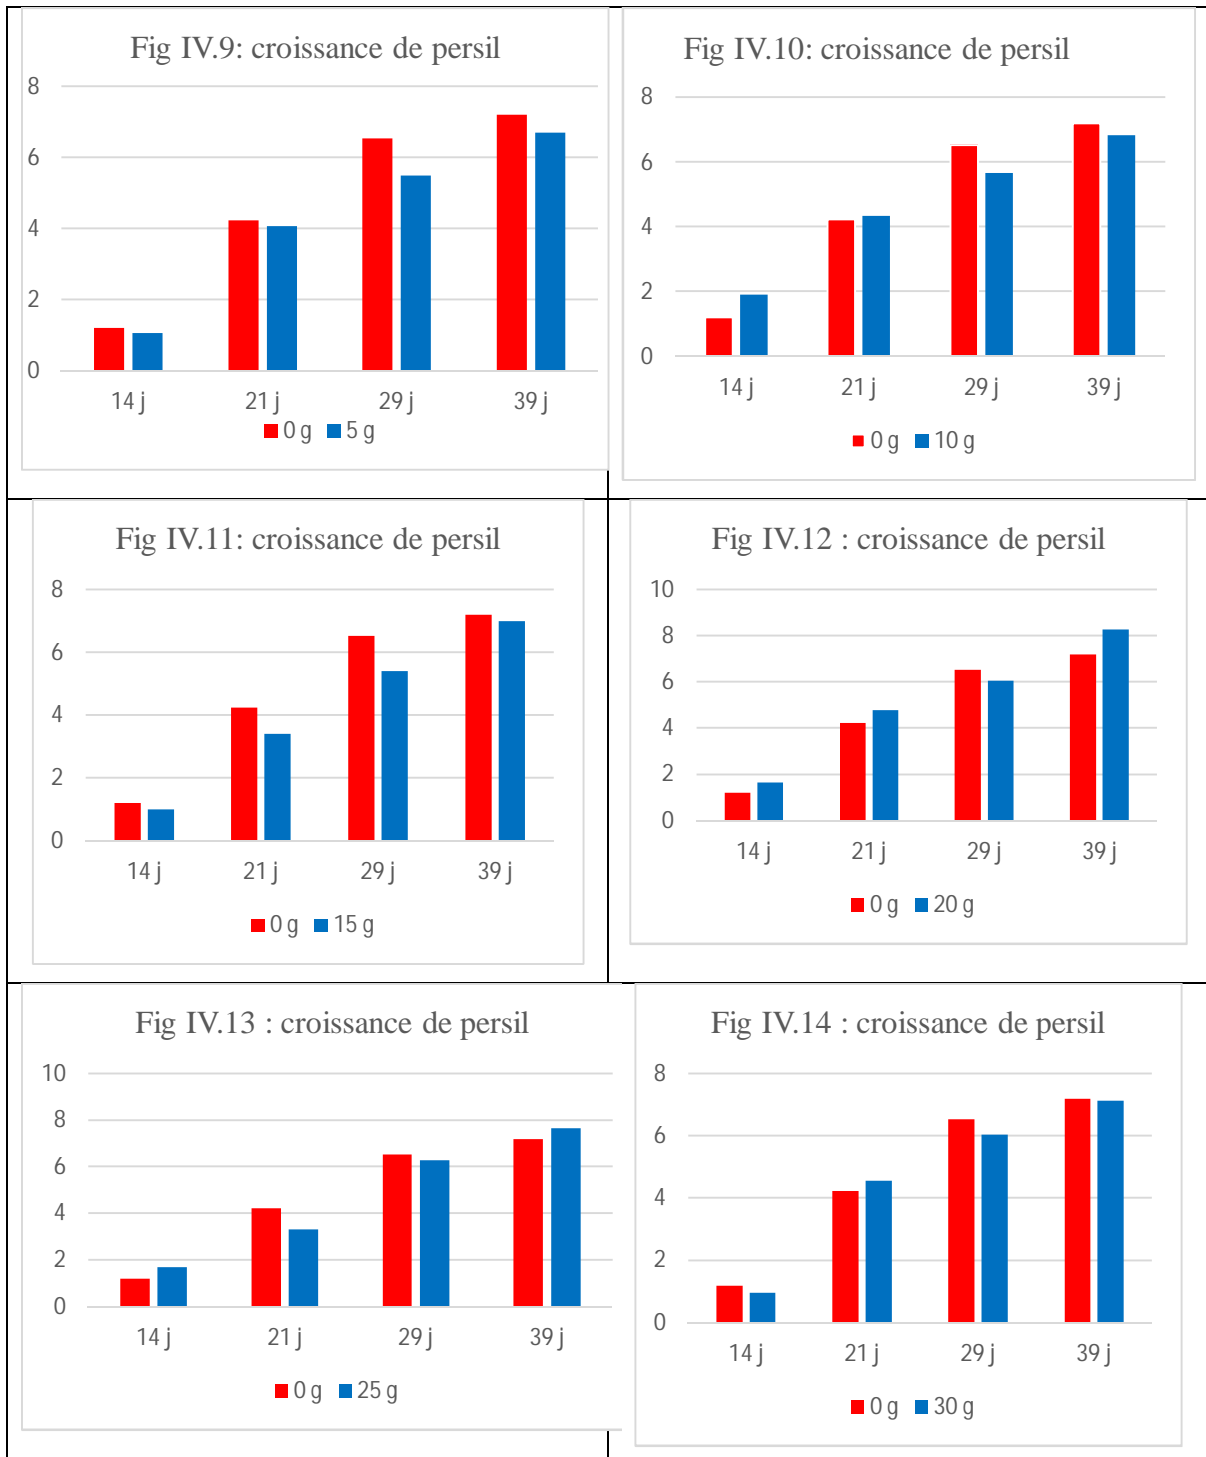 Fig IV.9: croissance de persil
8
6
4
2
0
14 j 21 j 29 j 39 j
0 g 5 g
Fig IV.10: croissance de persil
8
6
4
2
0
14 j 21 j 29 j 39 j
0 g 10 g
Fig IV.11: croissance de persil
8
6
4
2
0
14 j 21 j 29 j 39 j
0 g 15 g
Fig IV.12 : croissance de persil
10
8
6
4
2
0
14 j 21 j 29 j 39 j
0 g 20 g
Fig IV.13 : croissance de persil
10
8
6
4
2
0
14 j 21 j 29 j 39 j
0 g 25 g
Fig IV.14 : croissance de persil
8
6
4
2
0
14 j 21 j 29 j 39 j
0 g 30 g